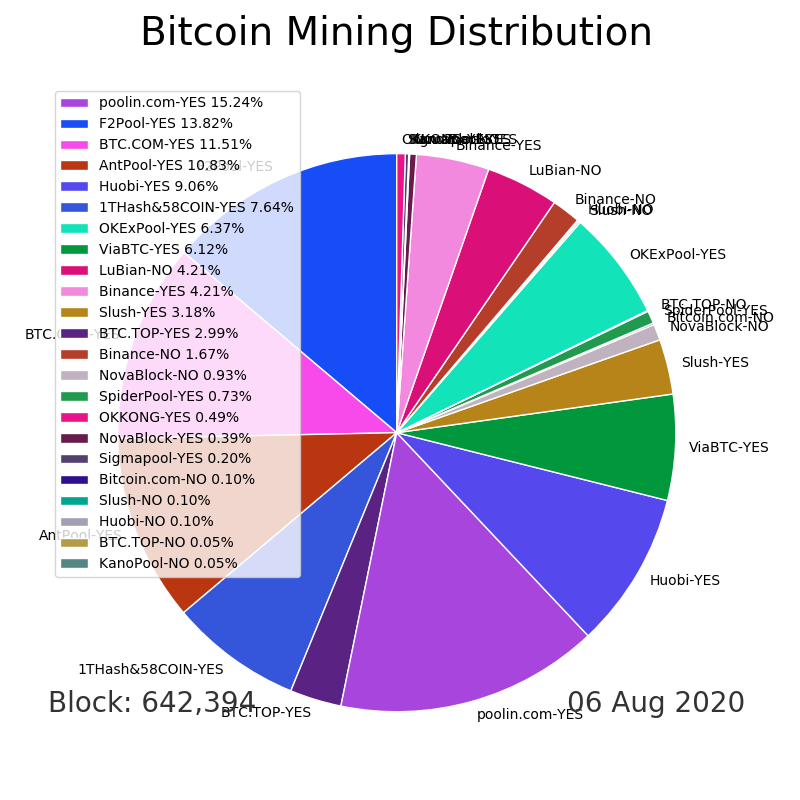 Bitcoin Mining Distribution
poolin.com-YES 15.24%
F2Pool-YES 13.82%
BTC.COM-YES 11.51%
AntPool-YES 10.83%
Huobi-YES 9.06%
1THash&58COIN-YES 7.64%
OKExPool-YES 6.37%
ViaBTC-YES 6.12%
LuBian-NO 4.21%
Binance-YES 4.21%
Slush-YES 3.18%
BTC.TOP-YES 2.99%
Binance-NO 1.67%
NovaBlock-NO 0.93%
SpiderPool-YES 0.73%
OKKONG-YES 0.49%
NovaBlock-YES 0.39%
Sigmapool-YES 0.20%
Bitcoin.com-NO 0.10%
Slush-NO 0.10%
Huobi-NO 0.10%
BTC.TOP-NO 0.05%
KanoPool-NO 0.05%
Binance-YES
LuBian-NO
Binance-NO
Huobi-NO
Slush-NO
OKExPool-YES
BTC.TOP-NO
SpiderPool-YES
Bitcoin.com-NO
NovaBlock-NO
Slush-YES
ViaBTC-YES
Huobi-YES
poolin.com-YES
BTC.TOP-YES
1THash&58COIN-YES
AntPool-YES
Block: 642,394
06 Aug 2020